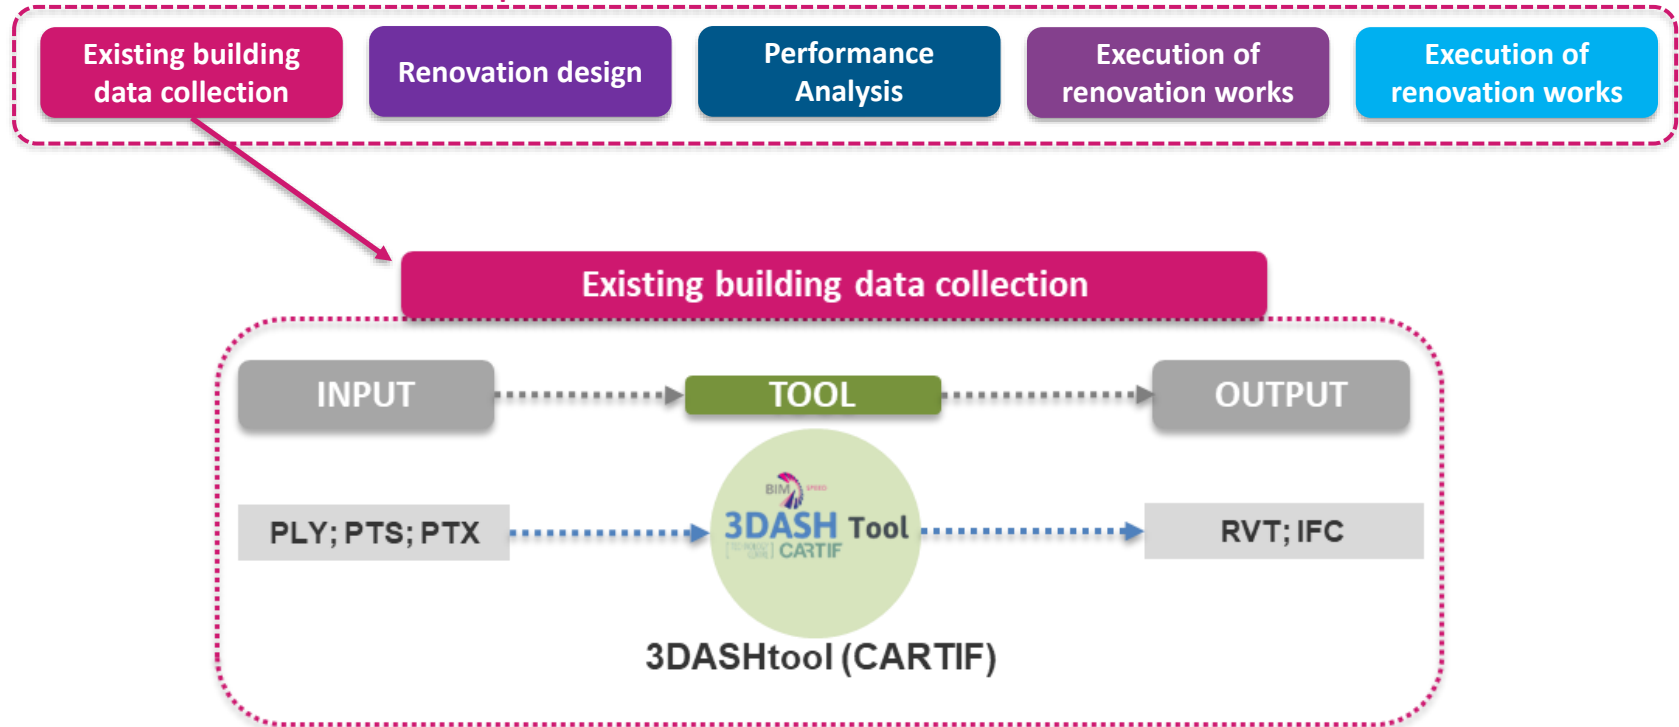 Existing building
data collection
Renovation design
Performance
Analysis
Execution of
renovation works
Execution of
renovation works
Existing building data collection
INPUT
TOOL
OUTPUT
BIM SPEED
3DASH Tool
CARTIF
PLY; PTS; PTX
RVT; IFC
3DASHtool (CARTIF)